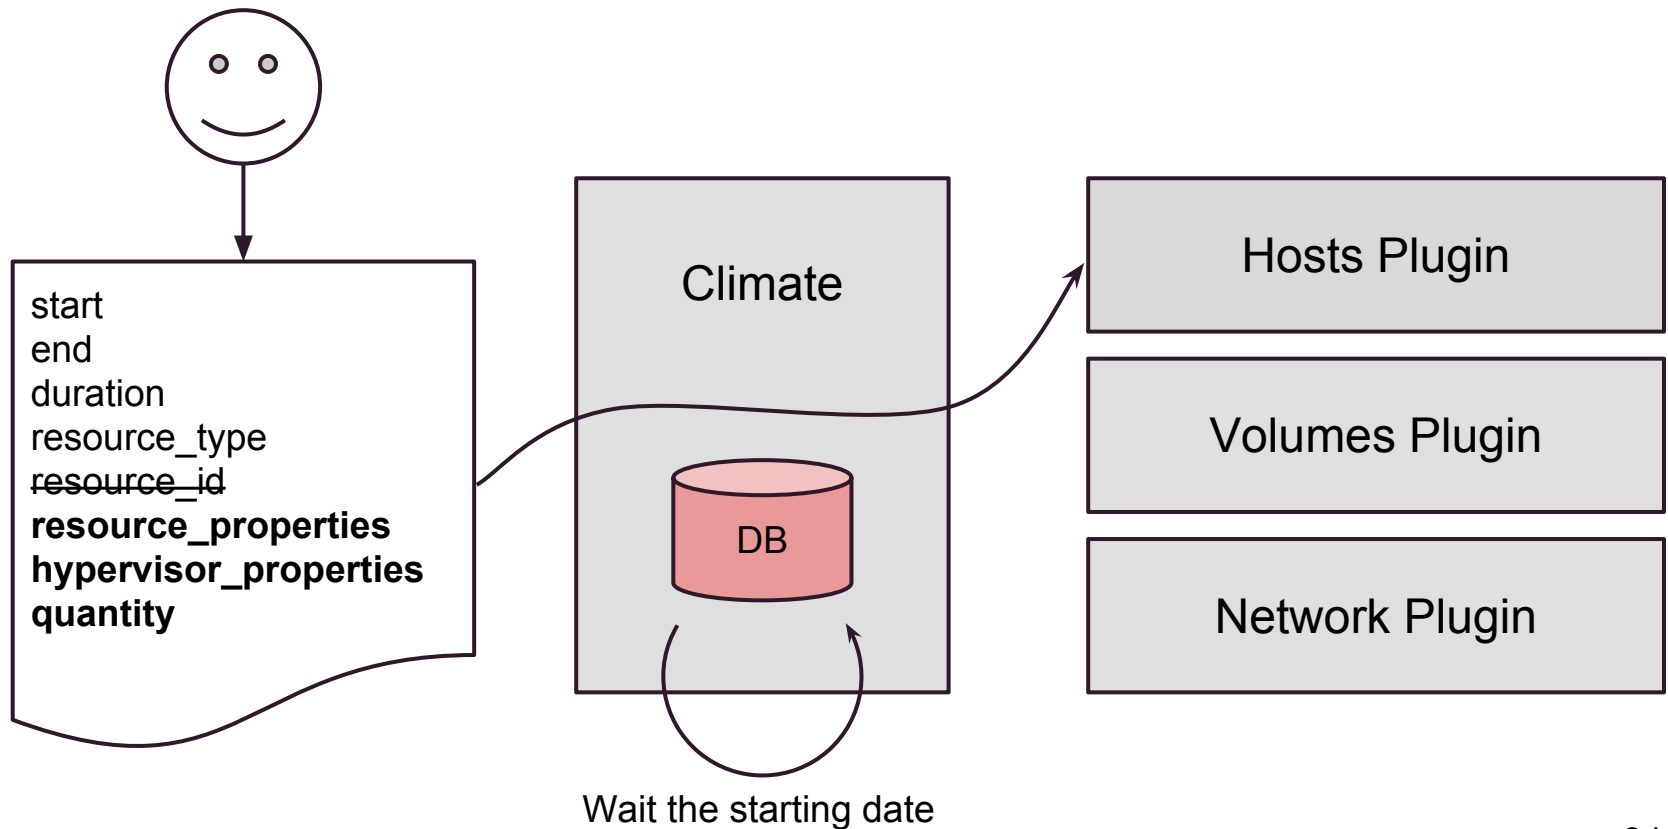 start
end
duration
resource_type
resource_id
resource_properties
hypervisor_properties
quantity
Climate
DB
Wait the starting date
Hosts Plugin
Volumes Plugin
Network Plugin